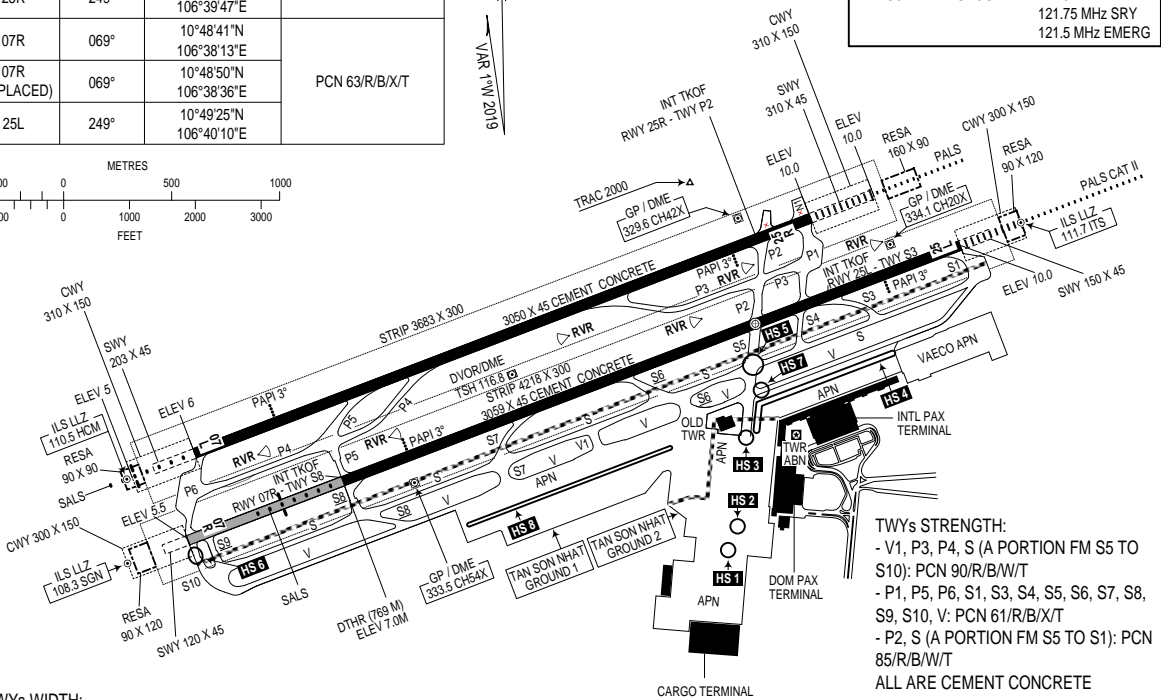 106°39'47"E
121.75 MHz SRY
121.5 MHz EMERG
07R 069° 10°48'41"N
106°38'13"E
07R
PLACED) 069° 10°48'50"N
106°38'36"E
PCN 63/R/B/X/T
25L 249° 10°49'25"N
106°40'10"E
VAR 1°W 2019
METRES
0 500 1000
0 1000 2000 3000
FEET
CWY
310 X 150
SWY
310 X 45
INT TKOF
RWY 25R - TWY P2
ELEV
10.0
ELEV
10.0
RESA
160 X 90
PALS
CWY 300 X 150
RESA
90 X 120
PALS CAT II
TRAC 2000
GP / DME
329.6 CH42X
GP / DME
334.1 CH20X
ILS LLZ
111.7 ITS
25
R
P2
P1
RVR
INT TKOF
RWY 25L - TWY S3
25
L
PAPI 3°
RVR
P3
P3
PAPI 3°
S1
S3
ELEV 10.0
SWY 150 X 45
STRIP 3683 X 300
3050 X 45 CEMENT CONCRETE
P2
S4
HS 5
RVR
RVR
CWY
310 X 150
SWY
203 X 45
ELEV 5
ELEV 6
PAPI 3°
DVOR/DME
TSH 116.8
STRIP 4218 X 300
3059 X 45 CEMENT CONCRETE
S5
S
V
S
HS 7
VAECO APN
HS 4
APN
ILS LLZ
110.5 HCM
RESA
90 X 90
SALS
07
L
P4
P5
P4
RVR
RVR
P5
PAPI 3°
S6
S
S6
V
OLD
TWR
INTL PAX
TERMINAL
TWR
ABN
HS 3
APN
P6
INT TKOF
RWY 07R - TWY S8
S7
S
V
V1
S7
V
APN
ELEV 5.5
07
R
S8
S
S8
CWY 300 X 150
S9
S
V
S10
HS 6
HS 8
HS 2
HS 1
APN
ILS LLZ
108.3 SGN
RESA
90 X 120
SWY 120 X 45
SALS
DTHR (769 M)
ELEV 7.0M
GP / DME
333.5 CH54X
TAN SON NHAT
GROUND 1
TAN SON NHAT
GROUND 2
DOM PAX
TERMINAL
CARGO TERMINAL
TWYs STRENGTH:
- V1, P3, P4, S (A PORTION FM S5 TO
S10): PCN 90/R/B/W/T
- P1, P5, P6, S1, S3, S4, S5, S6, S7, S8,
S9, S10, V: PCN 61/R/B/X/T
- P2, S (A PORTION FM S5 TO S1): PCN
85/R/B/W/T
ALL ARE CEMENT CONCRETE